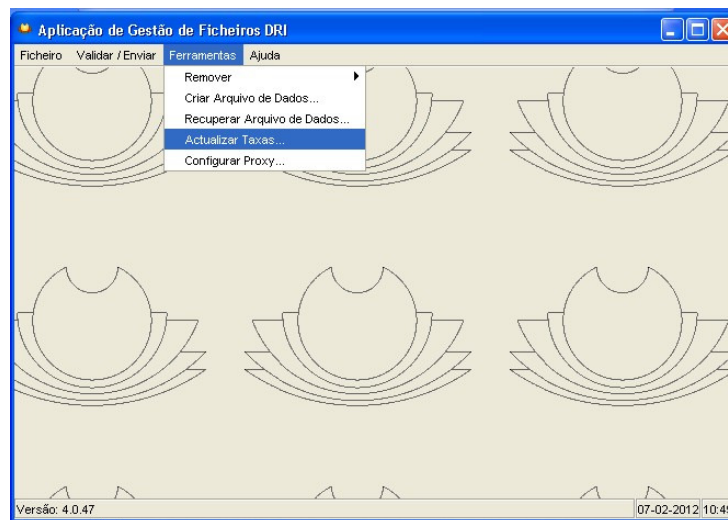 Aplicação de Gestão de Ficheiros DRI
Ficheiro Validar / Enviar Ferramentas Ajuda
Remover
Criar Arquivo de Dados...
Recuperar Arquivo de Dados...
Actualizar Taxas...
Configurar Proxy...
Versão: 4.0.47 07-02-2012